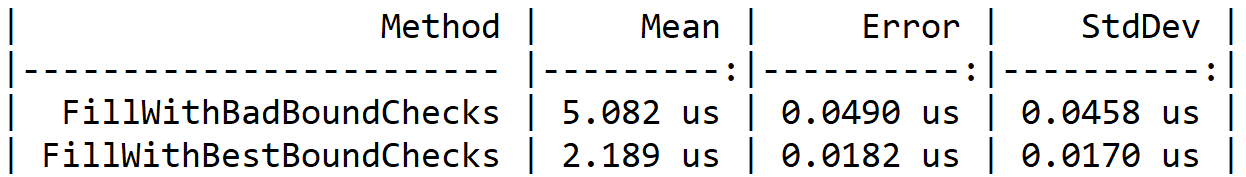 |                   Method |     Mean |     Error |    StdDev |
|------------------------ |---------:|----------:|----------:|
|  FillWithBadBoundChecks | 5.082 us | 0.0490 us | 0.0458 us |
| FillWithBestBoundChecks | 2.189 us | 0.0182 us | 0.0170 us |